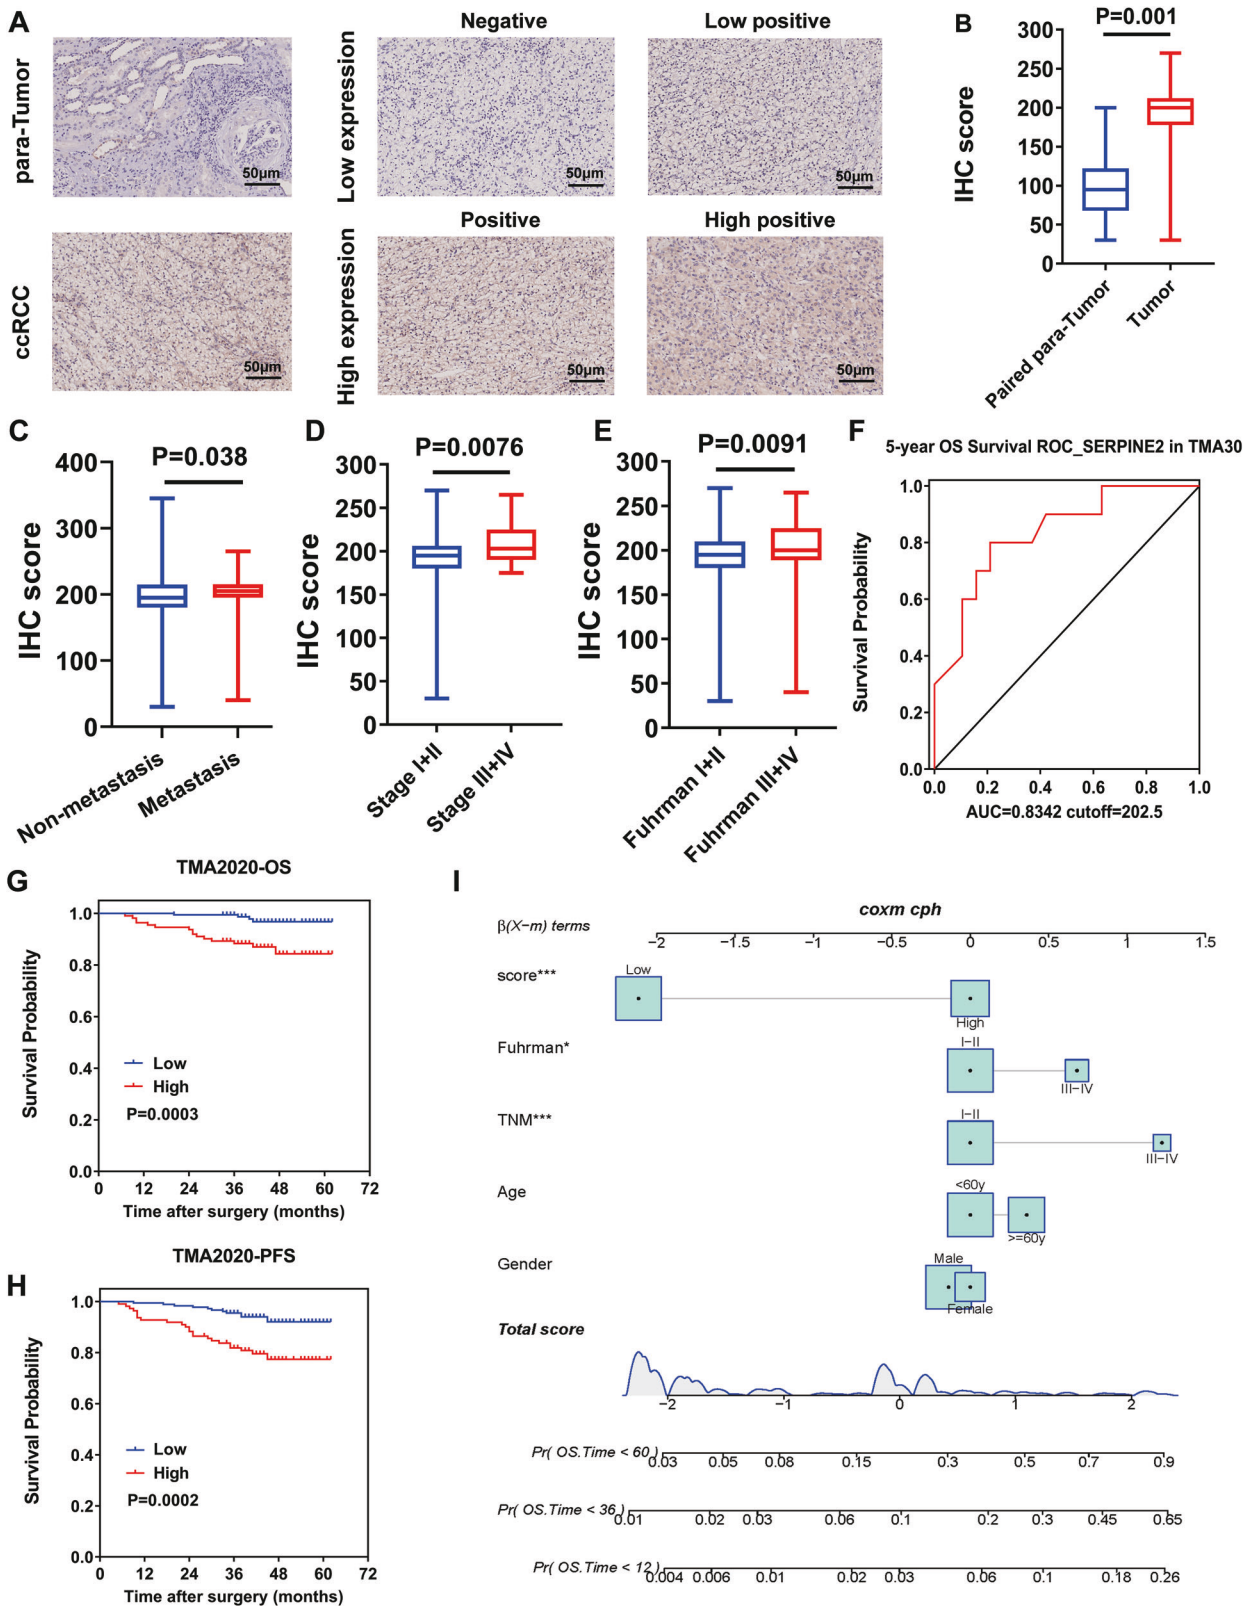 A
Negative
Low positive
para-Tumor
Low expression
50μm
50μm
50μm
Positive
High positive
ccRCC
High expression
50μm
50μm
50μm
B
P=0.001
IHC score
300
250
200
150
100
50
0
Paired para-Tumor
Tumor
C
P=0.038
IHC score
400
300
200
100
0
Non-metastasis
Metastasis
D
P=0.0076
IHC score
300
250
200
150
100
50
0
Stage I+II
Stage III+IV
E
P=0.0091
IHC score
300
250
200
150
100
50
0
Fuhrman I+II
Fuhrman III+IV
F
5-year OS Survival ROC_SERPINE2 in TMA30
Survival Probability
1.0
0.8
0.6
0.4
0.2
0.0
0.0 0.2 0.4 0.6 0.8 1.0
AUC=0.8342 cutoff=202.5
G
TMA2020-OS
Survival Probability
1.0
0.8
0.6
0.4
0.2
0.0
Low
High
P=0.0003
0 12 24 36 48 60 72
Time after surgery (months)
H
TMA2020-PFS
Survival Probability
1.0
0.8
0.6
0.4
0.2
0.0
Low
High
P=0.0002
0 12 24 36 48 60 72
Time after surgery (months)
I
coxm cph
β(X−m) terms
−2 −1.5 −1 −0.5 0 0.5 1 1.5
score***
Low
High
Fuhrman*
I−II
III−IV
TNM***
I−II
III−IV
Age
<60y
>=60y
Gender
Male
Female
Total score
−2 −1 0 1 2
Pr( OS.Time < 60 )
0.03 0.05 0.08 0.15 0.3 0.5 0.7 0.9
Pr( OS.Time < 36 )
0.01 0.02 0.03 0.06 0.1 0.2 0.3 0.45 0.65
Pr( OS.Time < 12 )
0.004 0.006 0.01 0.02 0.03 0.06 0.1 0.18 0.26